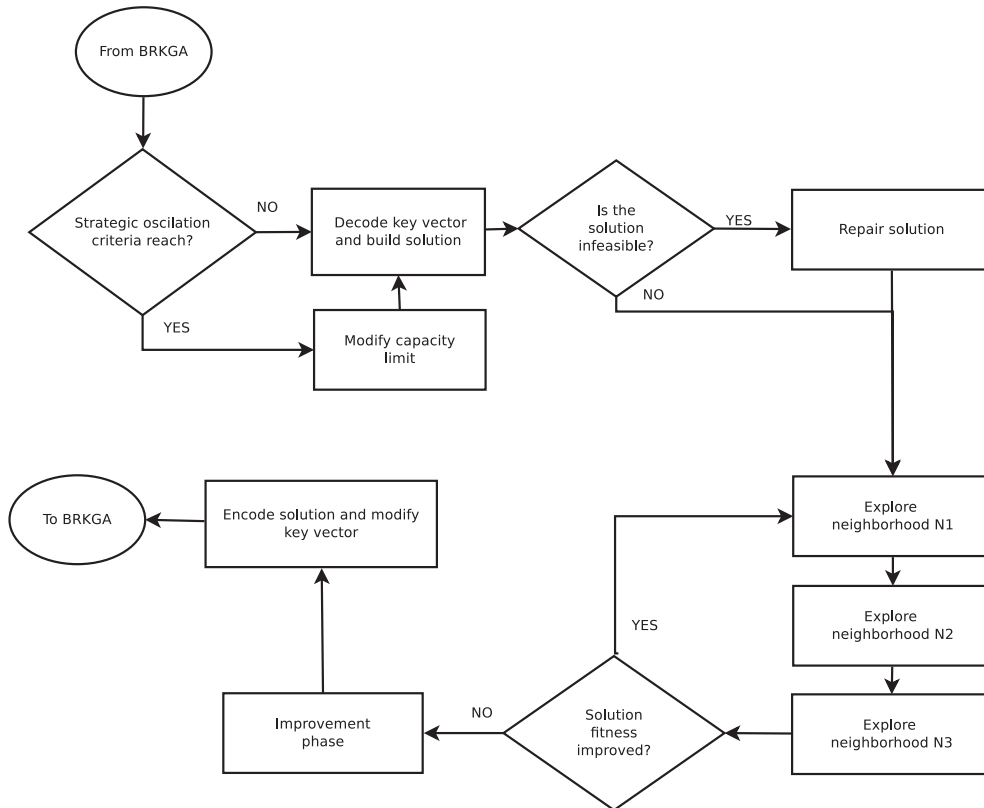 From BRKGA
Strategic oscilation
criteria reach?
NO
YES
Decode key vector
and build solution
Modify capacity
limit
Is the
solution
infeasible?
YES
NO
Repair solution
Explore
neighborhood N1
Explore
neighborhood N2
Explore
neighborhood N3
Solution
fitness
improved?
YES
NO
Improvement
phase
Encode solution and modify
key vector
To BRKGA